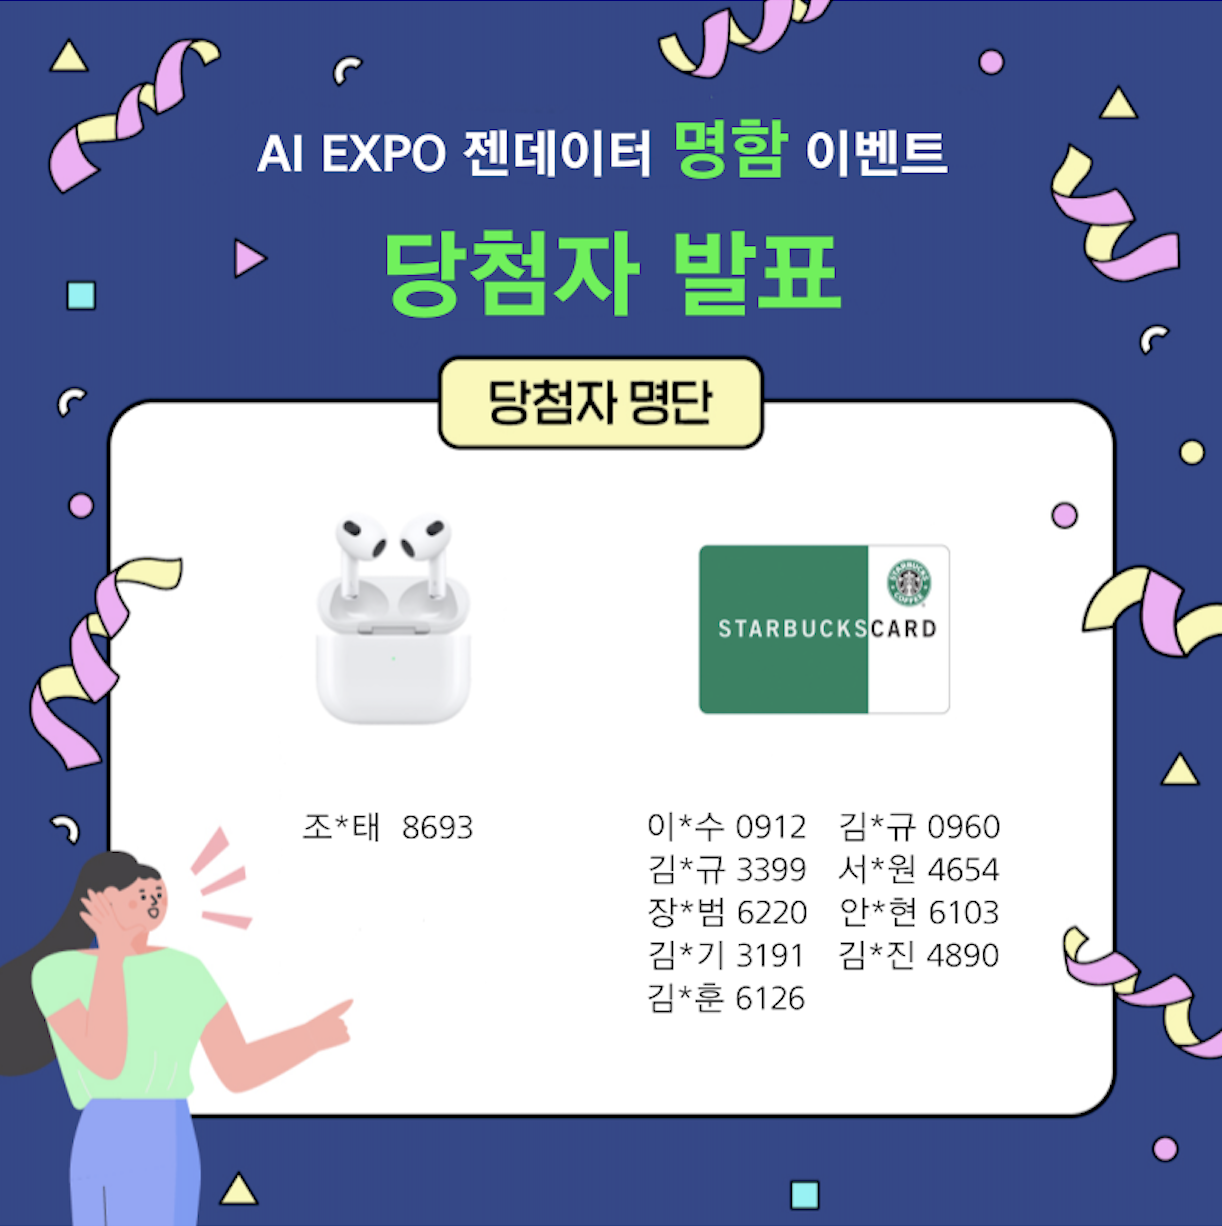 AI EXPO 젠데이터 명함 이벤트
당첨자 발표
당첨자 명단
STARBUCKS COFFEE
STARBUCKSCARD
조*태 8693
이*수 0912 김*규 0960
김*규 3399 서*원 4654
장*범 6220 안*현 6103
김*기 3191 김*진 4890
김*훈 6126